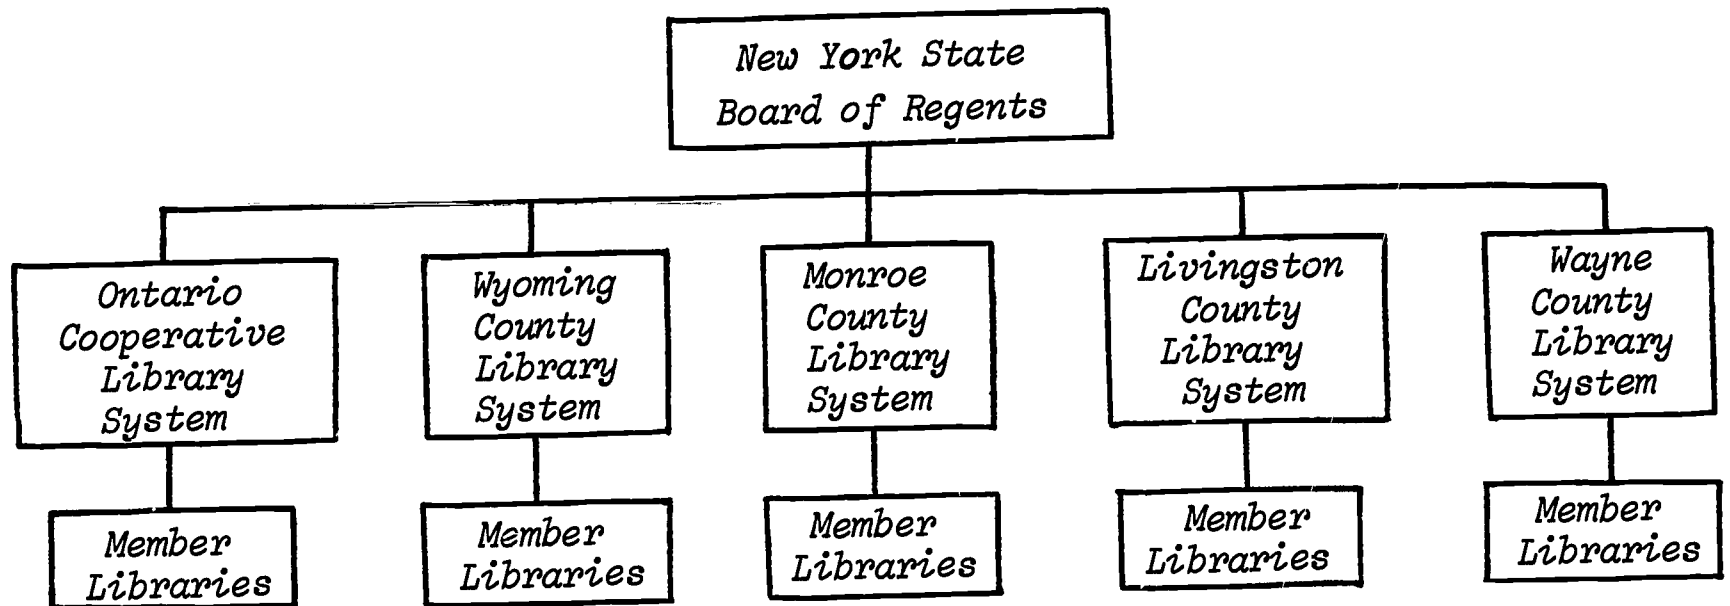 New York State
Board of Regents
Ontario
Cooperative
Library
System
Wyoming
County
Library
System
Monroe
County
Library
System
Livingston
County
Library
System
Wayne
County
Library
System
Member
Libraries
Member
Libraries
Member
Libraries
Member
Libraries
Member
Libraries